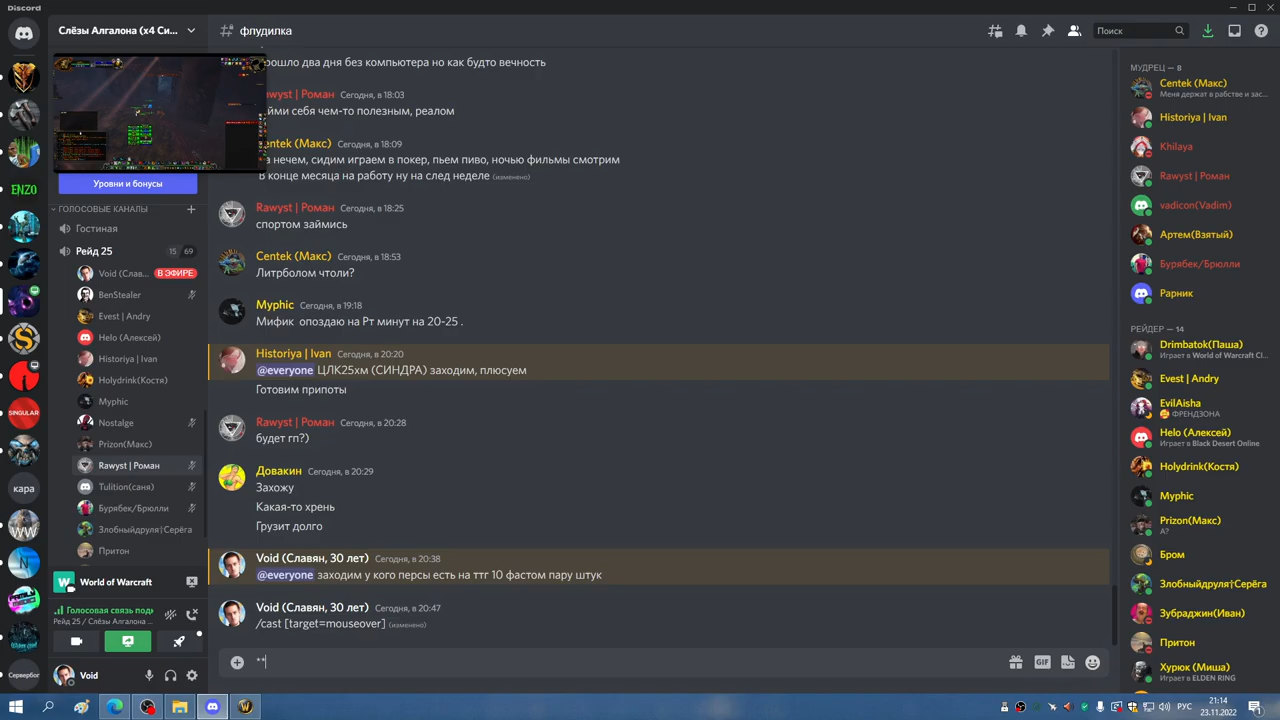 Discord
Слёзы Алгалона (x4 Си...
флудилка
Поиск
Уровни и бонусы
ГОЛОСОВЫЕ КАНАЛЫ
Гостиная
Рейд 25
15 69
Void (Слав...
В ЭФИРЕ
BenStealer
Evest | Andry
Helo (Алексей)
Historiya | Ivan
Holydrink(Костя)
Myphic
Nostalge
Prizon(Макс)
Rawyst | Роман
Tulition(саня)
Бурябек/Брюлли
Злобныйдруля†Серёга
Притон
World of Warcraft
Голосовая связь подк
Рейд 25 / Слёзы Алгалона
Void
ENZO
SINGULAR
кара
WW
Сервербог
рошло два дня без компьютера но как будто вечность
awyst | Роман Сегодня, в 18:03
йми себя чем-то полезным, реалом
entek (Макс) Сегодня, в 18:09
а нечем, сидим играем в покер, пьем пиво, ночью фильмы смотрим
В конце месяца на работу ну на след неделе (изменено)
Rawyst | Роман Сегодня, в 18:25
спортом займись
Centek (Макс) Сегодня, в 18:53
Литрболом чтоли?
Myphic Сегодня, в 19:18
Мифик опоздаю на Рт минут на 20-25 .
Historiya | Ivan Сегодня, в 20:20
@everyone ЦЛК25хм (СИНДРА) заходим, плюсуем
Готовим припоты
Rawyst | Роман Сегодня, в 20:28
будет гп?)
Довакин Сегодня, в 20:29
Захожу
Какая-то хрень
Грузит долго
Void (Славян, 30 лет) Сегодня, в 20:38
@everyone заходим у кого персы есть на ттг 10 фастом пару штук
Void (Славян, 30 лет) Сегодня, в 20:47
/cast [target=mouseover] (изменено)
**
GIF
МУДРЕЦ — 8
Centek (Макс)
Меня держат в рабстве и зас...
Historiya | Ivan
Khilaya
Rawyst | Роман
vadicon(Vadim)
Артем(Взятый)
Бурябек/Брюлли
Рарник
РЕЙДЕР — 14
Drimbatok(Паша)
Играет в World of Warcraft Cl...
Evest | Andry
EvilAisha
ФРЕНДЗОНА
Helo (Алексей)
Играет в Black Desert Online
Holydrink(Костя)
Myphic
Prizon(Макс)
А?
Бром
Злобныйдруля†Серёга
Зубраджин(Иван)
Притон
Хурюк (Миша)
Играет в ELDEN RING
РУС
21:14
23.11.2022